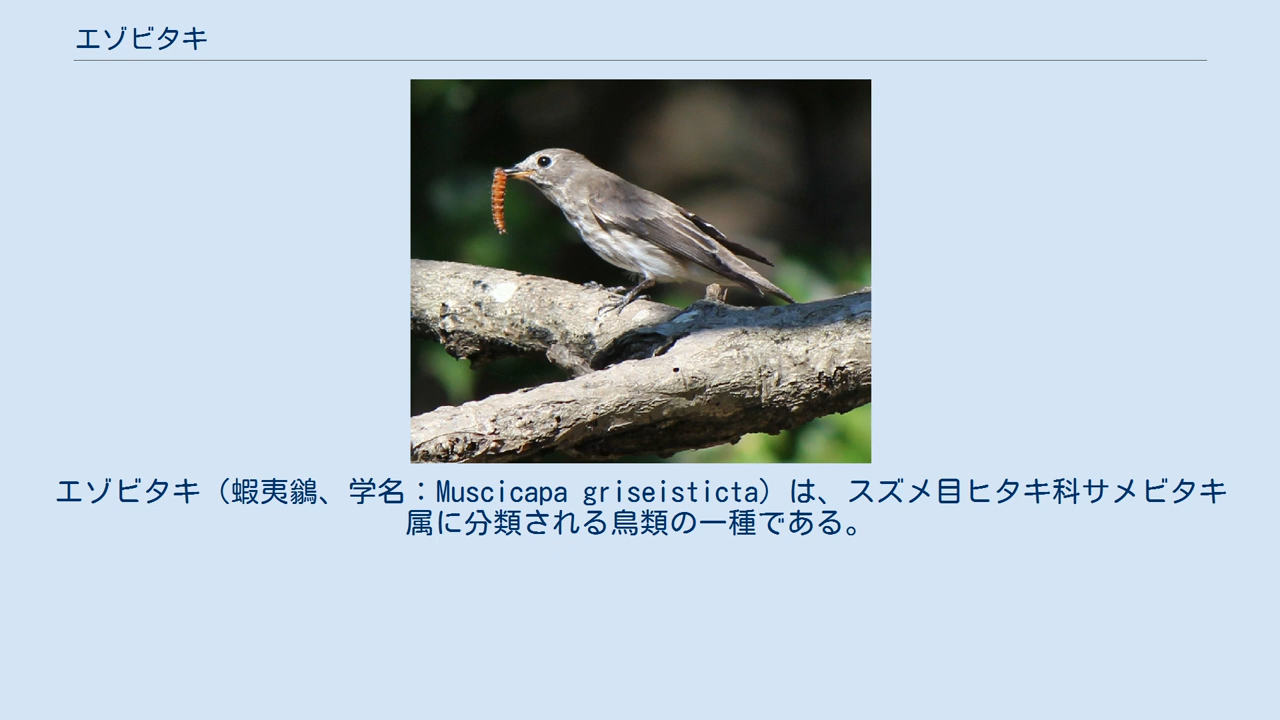 エゾビタキ
エゾビタキ（蝦夷鶲、学名：Muscicapa griseisticta）は、スズメ目ヒタキ科サメビタキ
属に分類される鳥類の一種である。